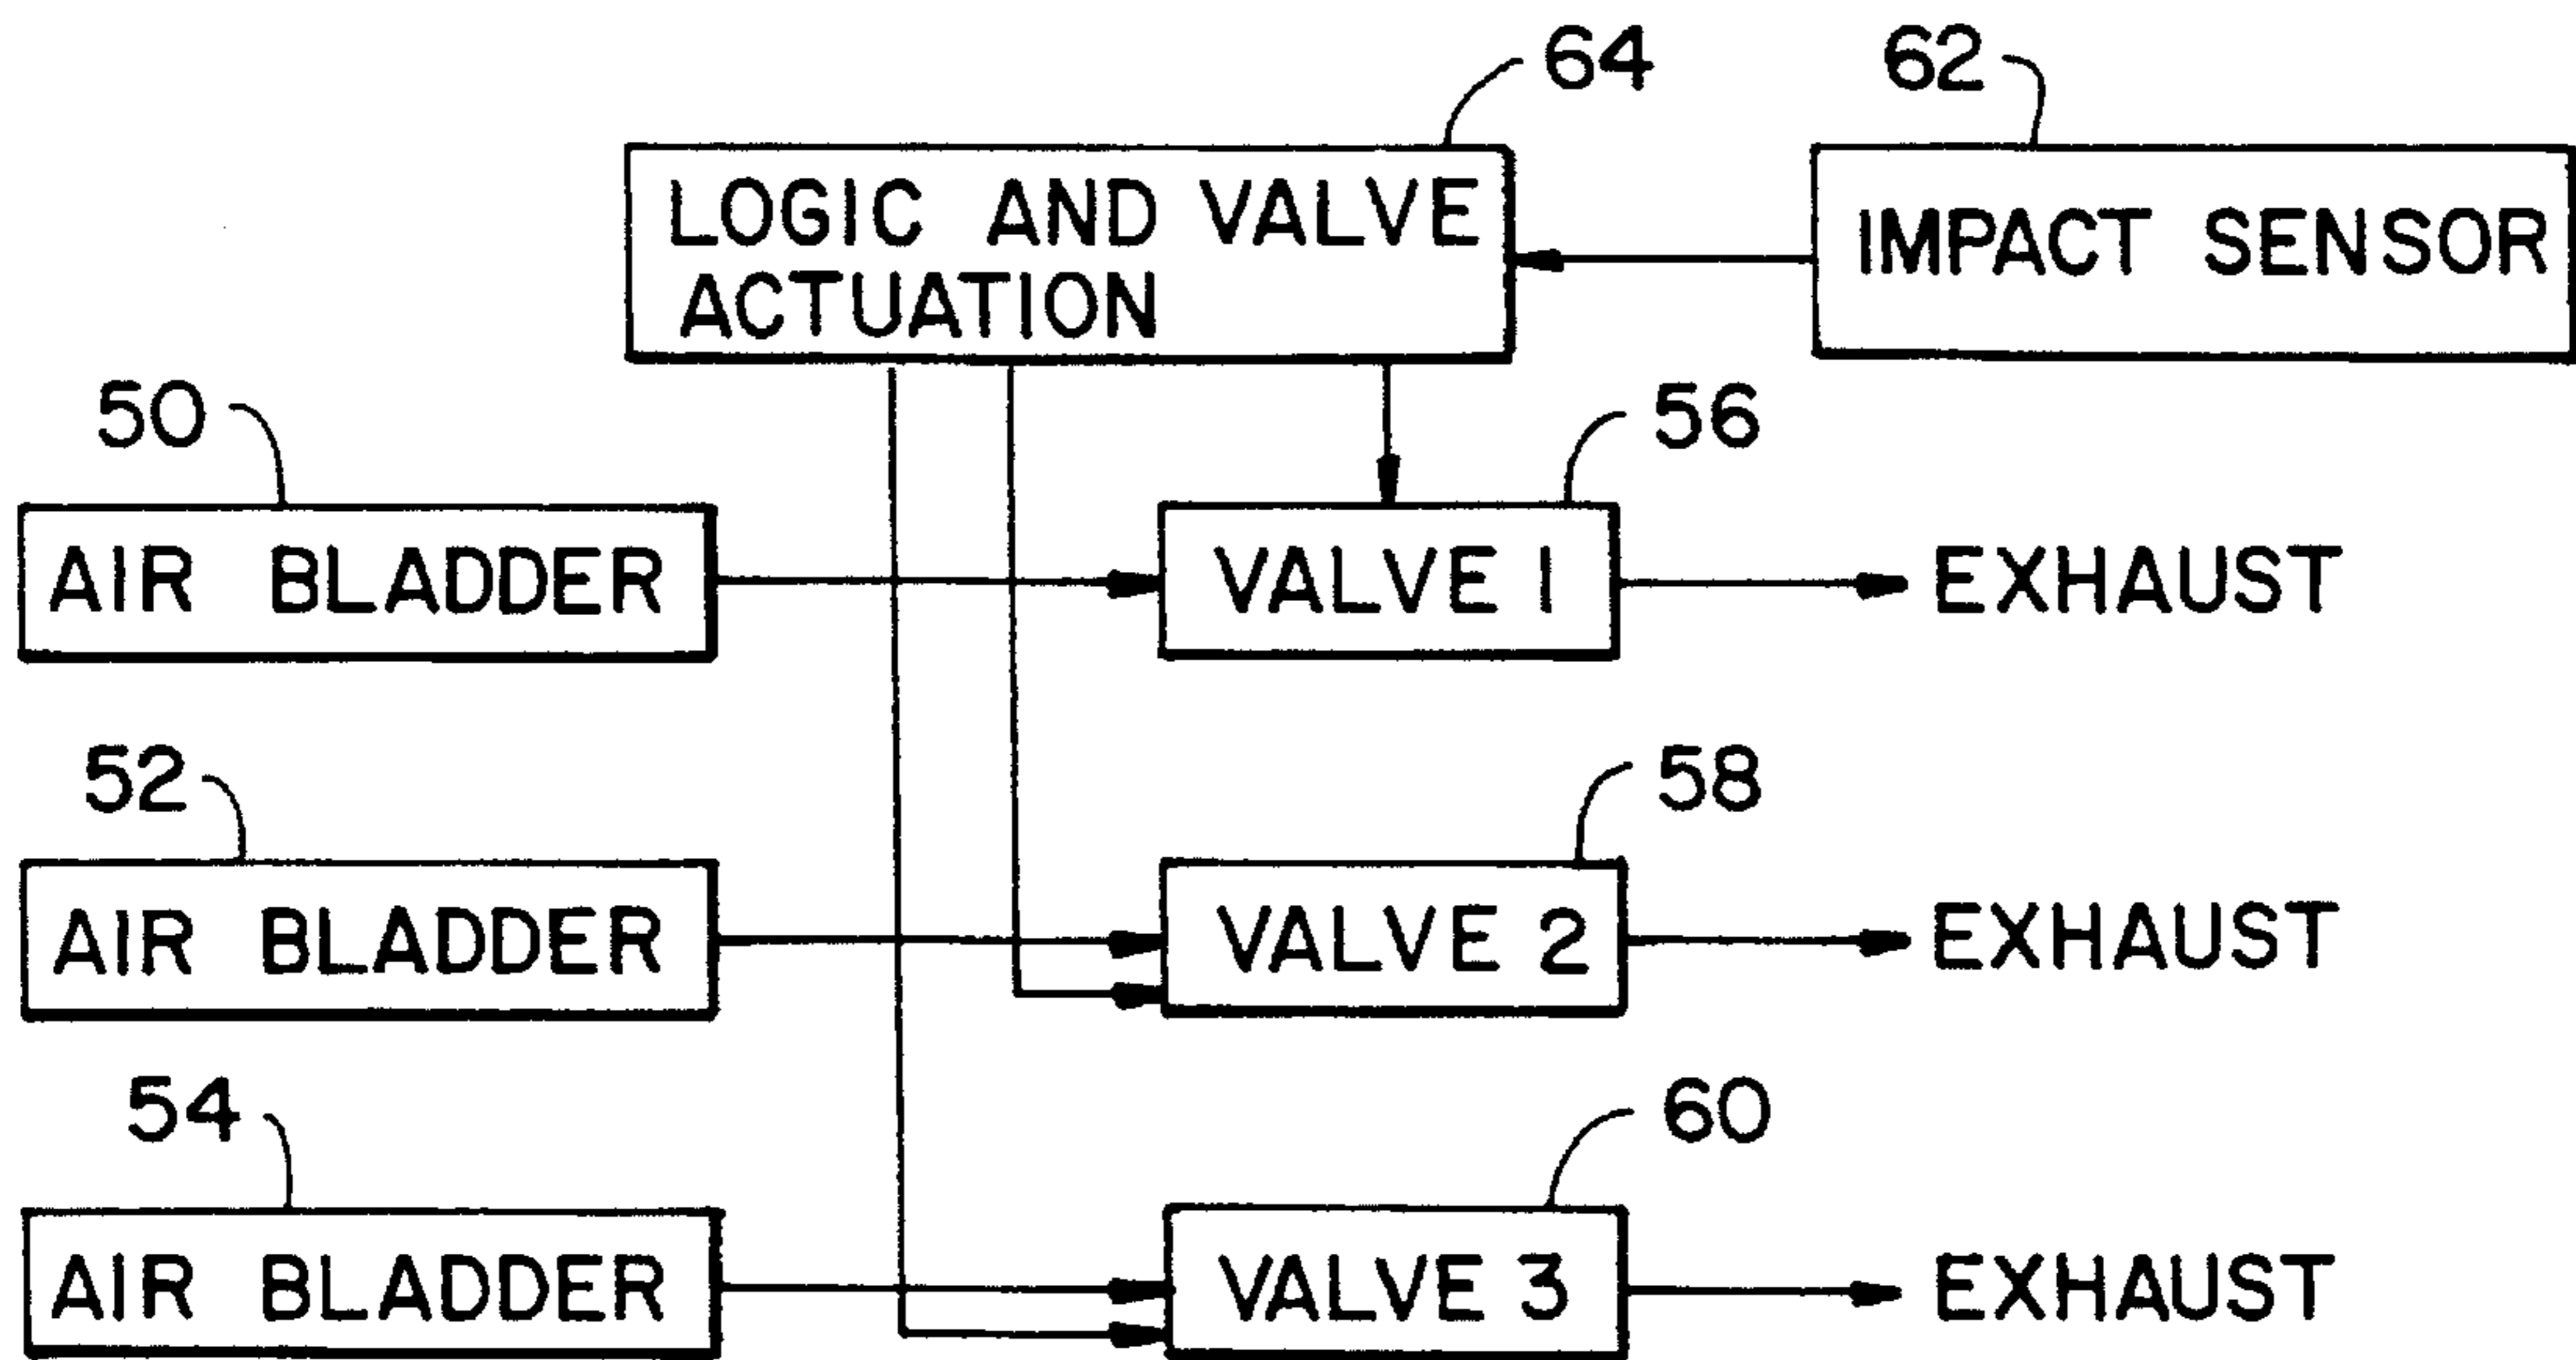 64
62
LOGIC AND VALVE
ACTUATION
IMPACT SENSOR
50
56
AIR BLADDER
VALVE 1
EXHAUST
52
58
AIR BLADDER
VALVE 2
EXHAUST
54
60
AIR BLADDER
VALVE 3
EXHAUST